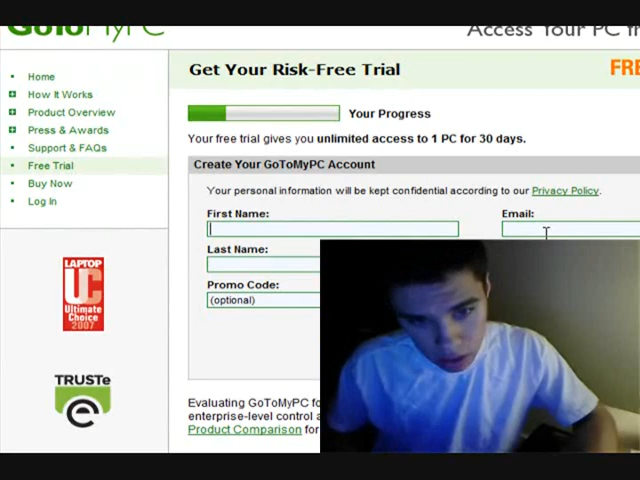 GoToMyPC
Access Your PC fr
Home
How It Works
Product Overview
Press & Awards
Support & FAQs
Free Trial
Buy Now
Log In
LAPTOP
UC
Ultimate
Choice
2007
TRUSTe
e
Get Your Risk-Free Trial
FRE
Your Progress
Your free trial gives you unlimited access to 1 PC for 30 days.
Create Your GoToMyPC Account
Your personal information will be kept confidential according to our Privacy Policy.
First Name:
Email:
Last Name:
Promo Code:
(optional)
Evaluating GoToMyPC fo
enterprise-level control a
Product Comparison for